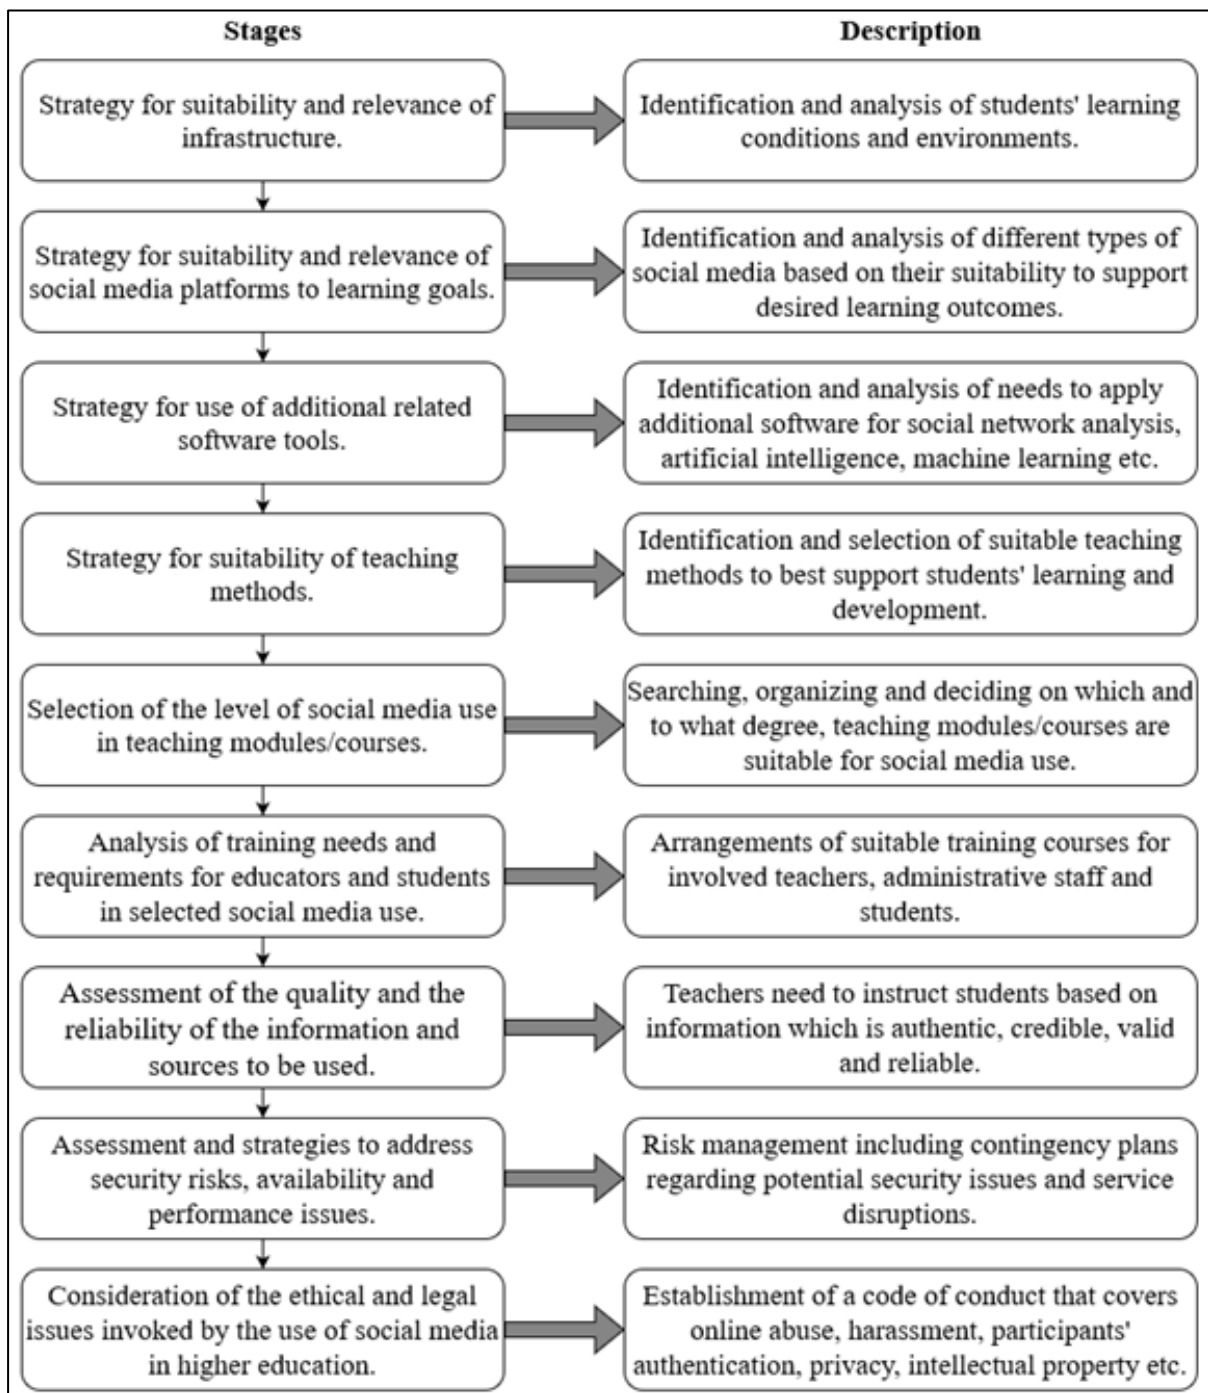 Stages
Description
Strategy for suitability and relevance of
infrastructure.
Identification and analysis of students' learning
conditions and environments.
Strategy for suitability and relevance of
social media platforms to learning goals.
Identification and analysis of different types of
social media based on their suitability to support
desired learning outcomes.
Strategy for use of additional related
software tools.
Identification and analysis of needs to apply
additional software for social network analysis,
artificial intelligence, machine learning etc.
Strategy for suitability of teaching
methods.
Identification and selection of suitable teaching
methods to best support students' learning and
development.
Selection of the level of social media use
in teaching modules/courses.
Searching, organizing and deciding on which and
to what degree, teaching modules/courses are
suitable for social media use.
Analysis of training needs and
requirements for educators and students
in selected social media use.
Arrangements of suitable training courses for
involved teachers, administrative staff and
students.
Assessment of the quality and the
reliability of the information and
sources to be used.
Teachers need to instruct students based on
information which is authentic, credible, valid
and reliable.
Assessment and strategies to address
security risks, availability and
performance issues.
Risk management including contingency plans
regarding potential security issues and service
disruptions.
Consideration of the ethical and legal
issues invoked by the use of social media
in higher education.
Establishment of a code of conduct that covers
online abuse, harassment, participants'
authentication, privacy, intellectual property etc.